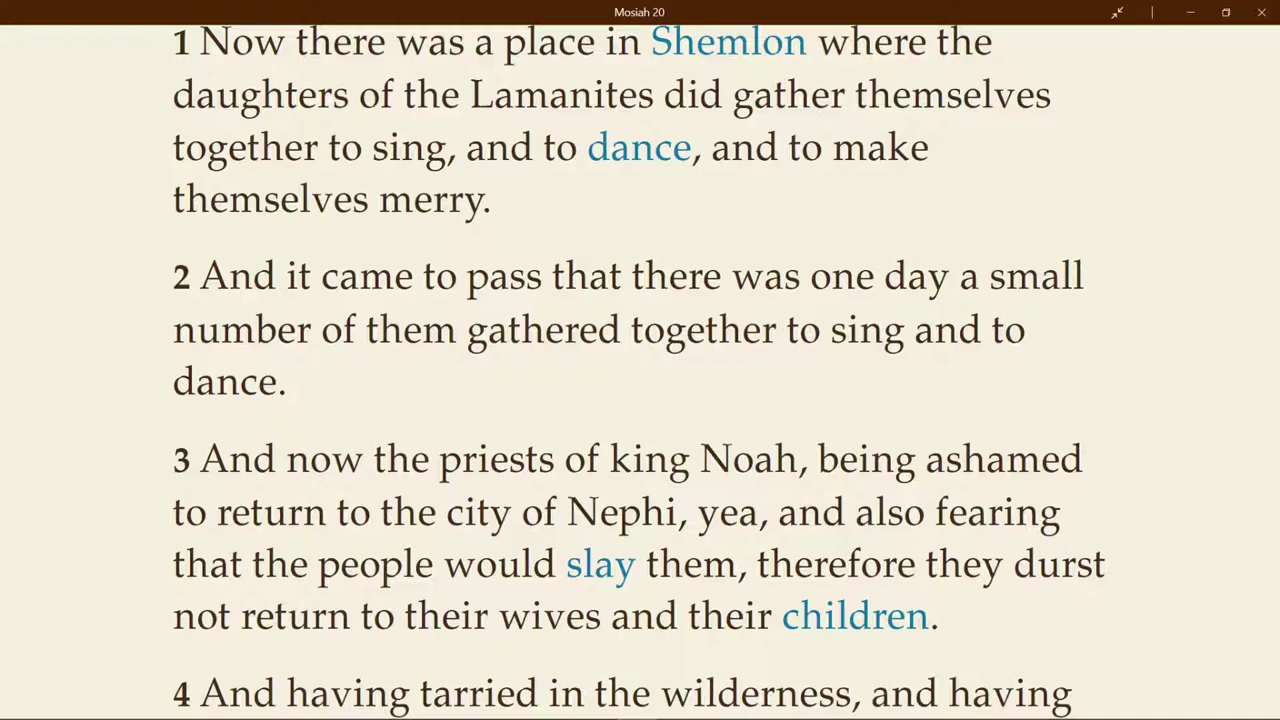 Mosiah 20
1 Now there was a place in Shemlon where the
daughters of the Lamanites did gather themselves
together to sing, and to dance, and to make
themselves merry.
2 And it came to pass that there was one day a small
number of them gathered together to sing and to
dance.
3 And now the priests of king Noah, being ashamed
to return to the city of Nephi, yea, and also fearing
that the people would slay them, therefore they durst
not return to their wives and their children.
4 And having tarried in the wilderness, and having